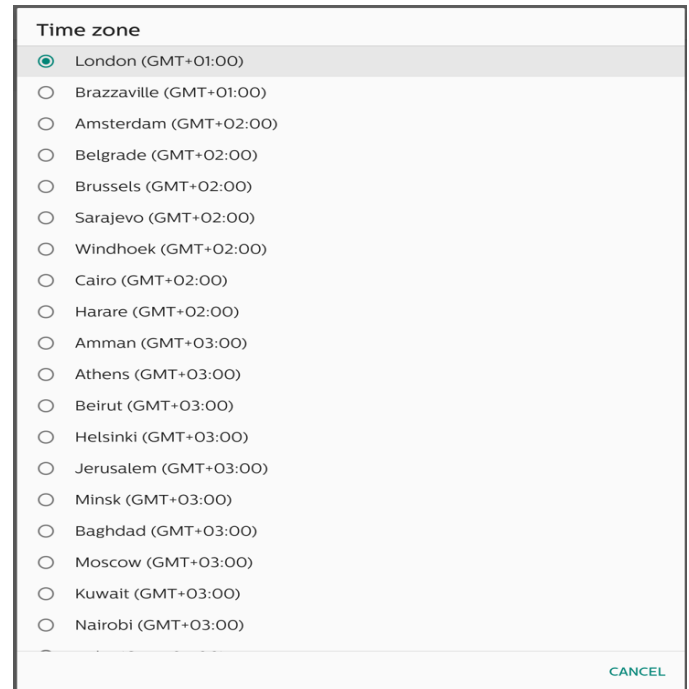 Time zone
London (GMT+01:00)
Brazzaville (GMT+01:00)
Amsterdam (GMT+02:00)
Belgrade (GMT+02:00)
Brussels (GMT+02:00)
Sarajevo (GMT+02:00)
Windhoek (GMT+02:00)
Cairo (GMT+02:00)
Harare (GMT+02:00)
Amman (GMT+03:00)
Athens (GMT+03:00)
Beirut (GMT+03:00)
Helsinki (GMT+03:00)
Jerusalem (GMT+03:00)
Minsk (GMT+03:00)
Baghdad (GMT+03:00)
Moscow (GMT+03:00)
Kuwait (GMT+03:00)
Nairobi (GMT+03:00)
CANCEL